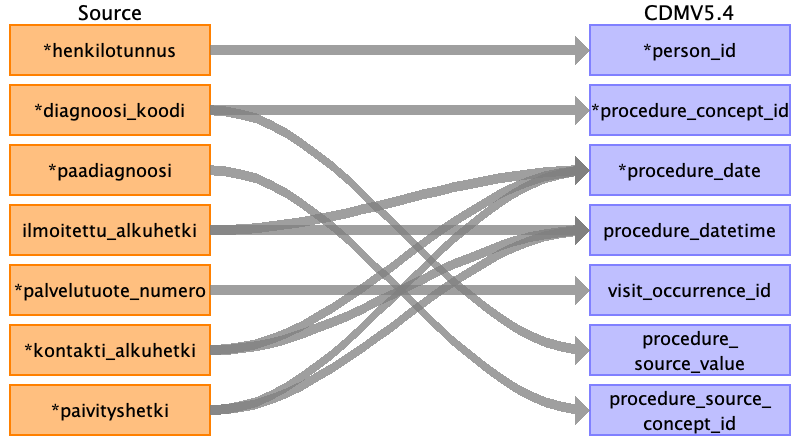 Source
CDMV5.4
*henkilotunnus
*person_id
*diagnoosi_koodi
*procedure_concept_id
*paadiagnoosi
*procedure_date
ilmoitettu_alkuhetki
procedure_datetime
*palvelutuote_numero
visit_occurrence_id
*kontakti_alkuhetki
procedure_
source_value
*paivityshetki
procedure_source_
concept_id